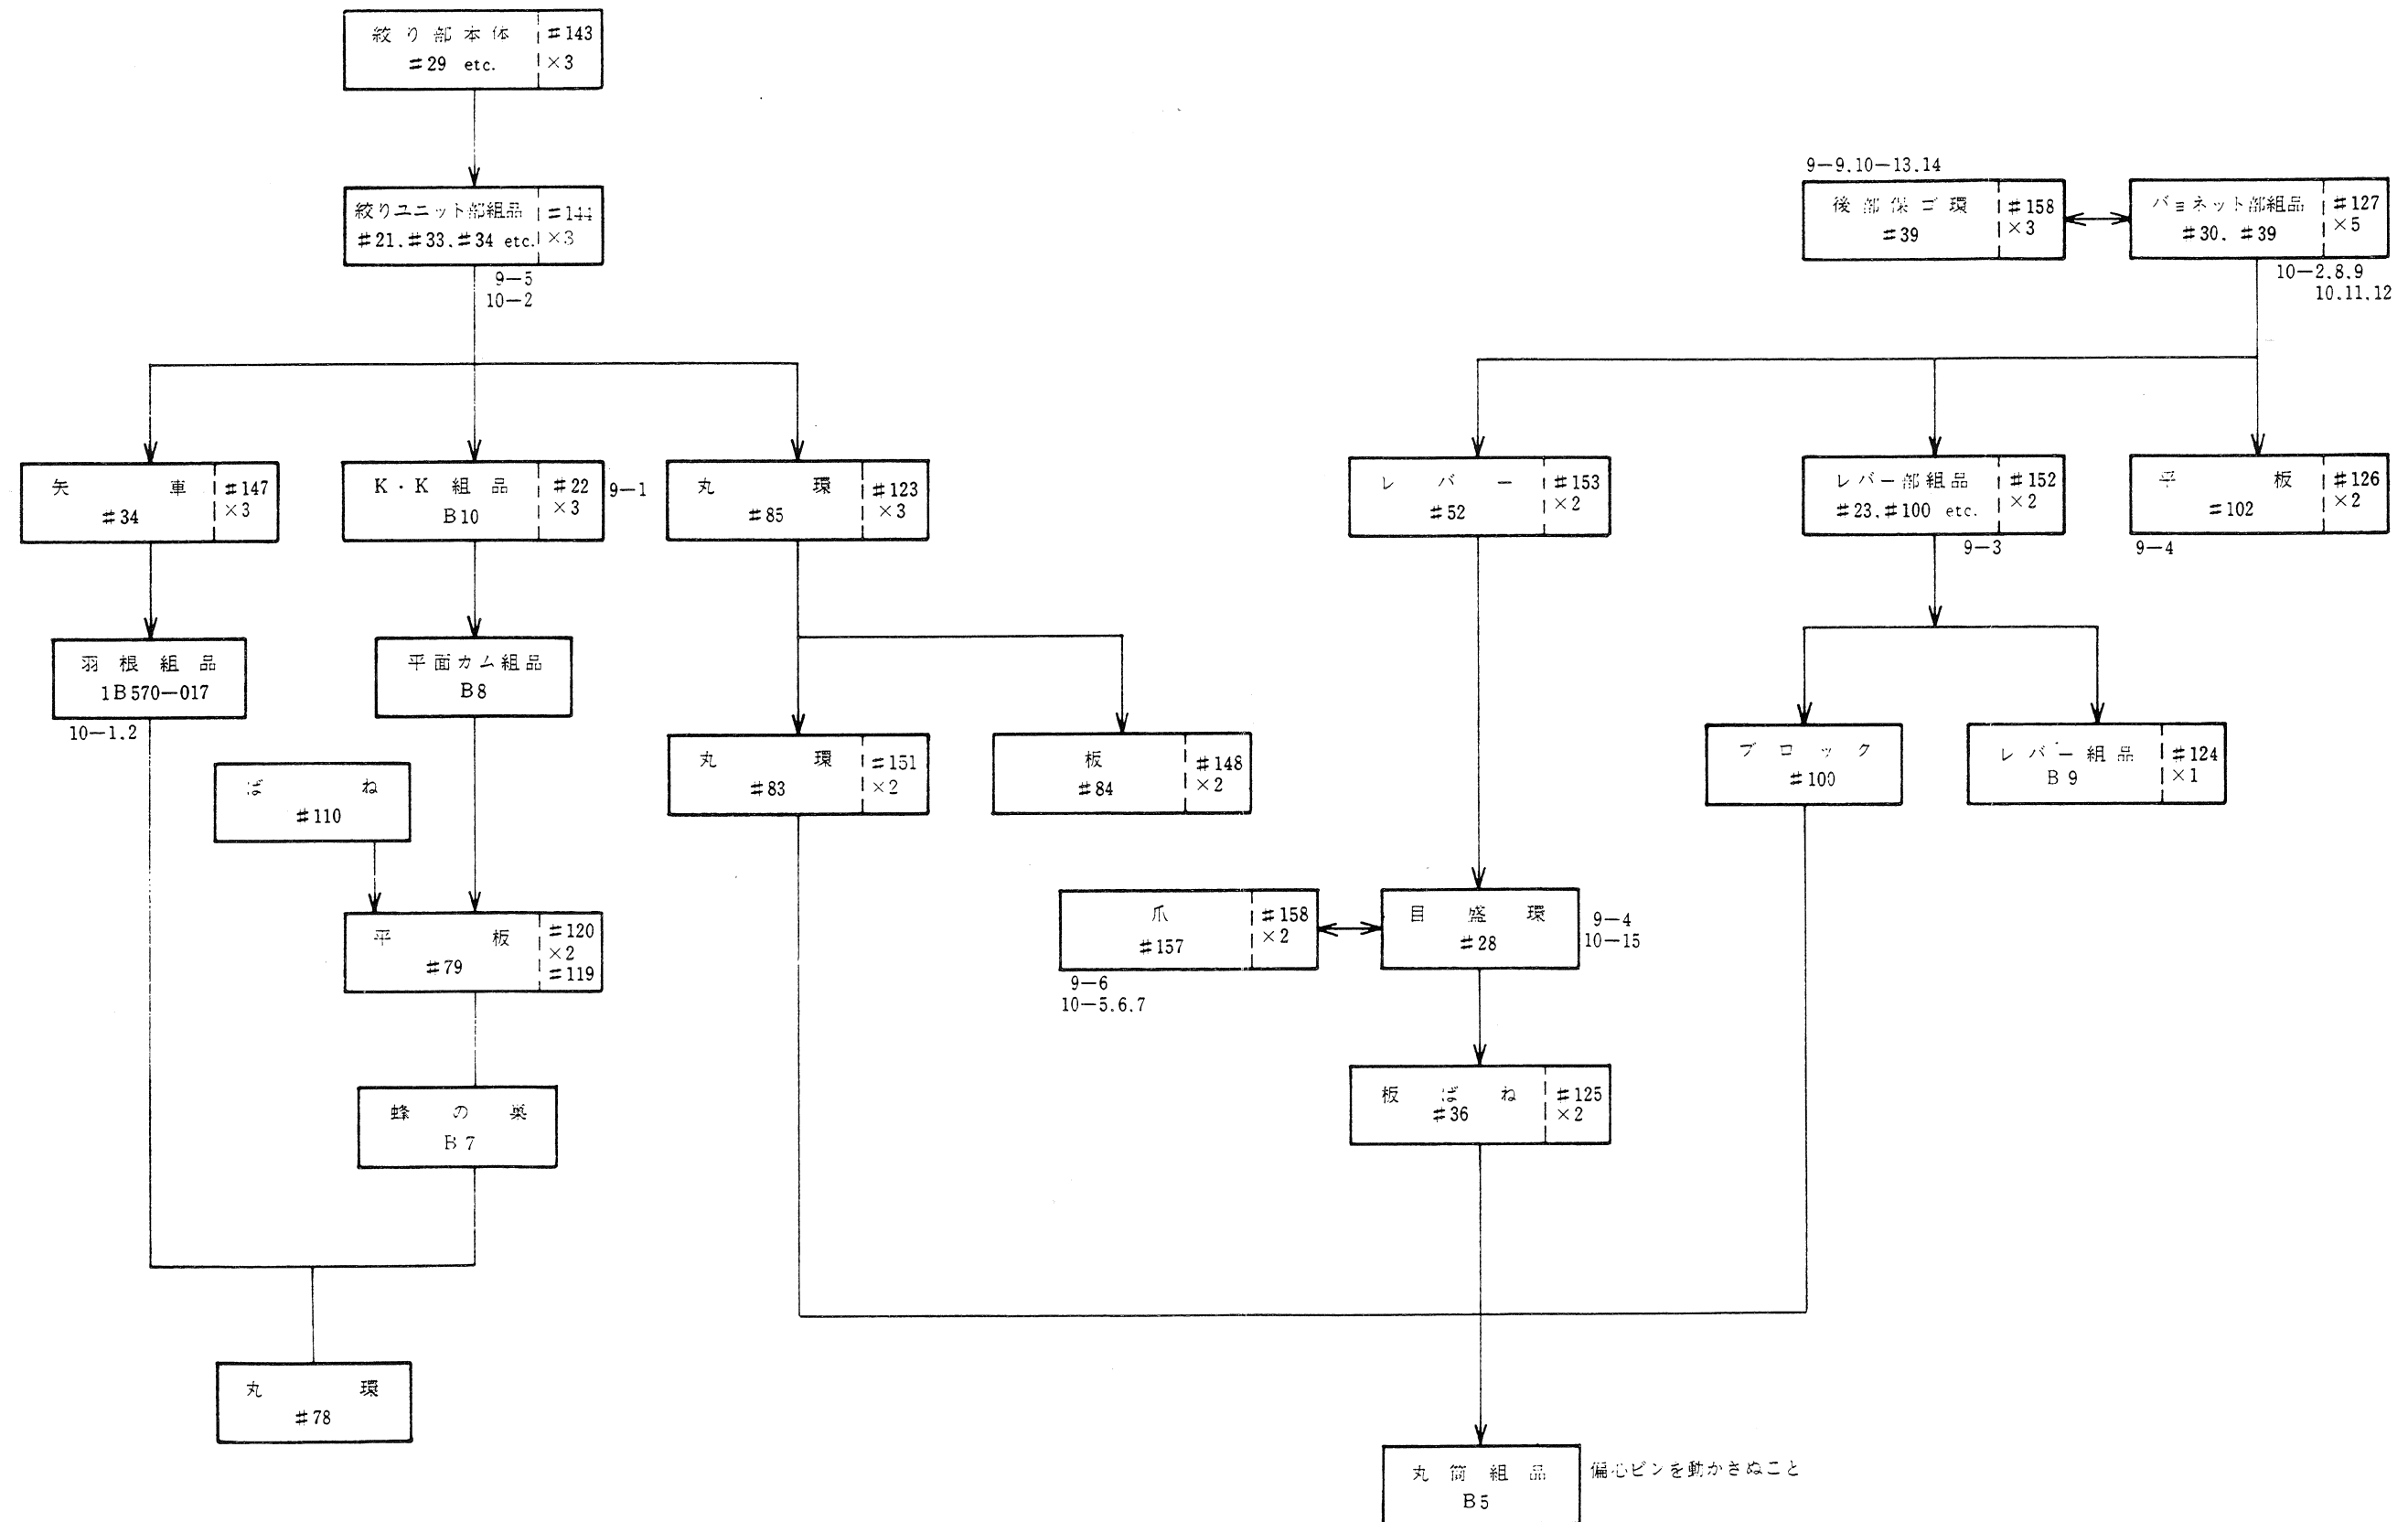 絞り部本体
#29 etc.
#143
×3
絞りユニット部組品
#21.#33.#34 etc.
#144
×3
9-5
10-2
9-9.10-13.14
後部保ゴ環
#39
#158
×3
バヨネット部組品
#30. #39
#127
×5
10-2.8.9
10.11.12
矢車
#34
#147
×3
K・K組品
B10
#22
×3
9-1
丸環
#85
#123
×3
レバー
#52
#153
×2
レバー部組品
#23.#100 etc.
#152
×2
9-3
平板
#102
#126
×2
9-4
羽根組品
1B570-017
10-1.2
平面カム組品
B8
丸環
#83
#151
×2
板
#84
#148
×2
ブロック
#100
レバー組品
B9
#124
×1
ばね
#110
平板
#79
#120
×2
#119
爪
#157
#158
×2
9-6
10-5.6.7
目盛環
#28
9-4
10-15
蜂の巣
B7
板ばね
#36
#125
×2
丸環
#78
丸筒組品
B5
偏心ピンを動かさぬこと